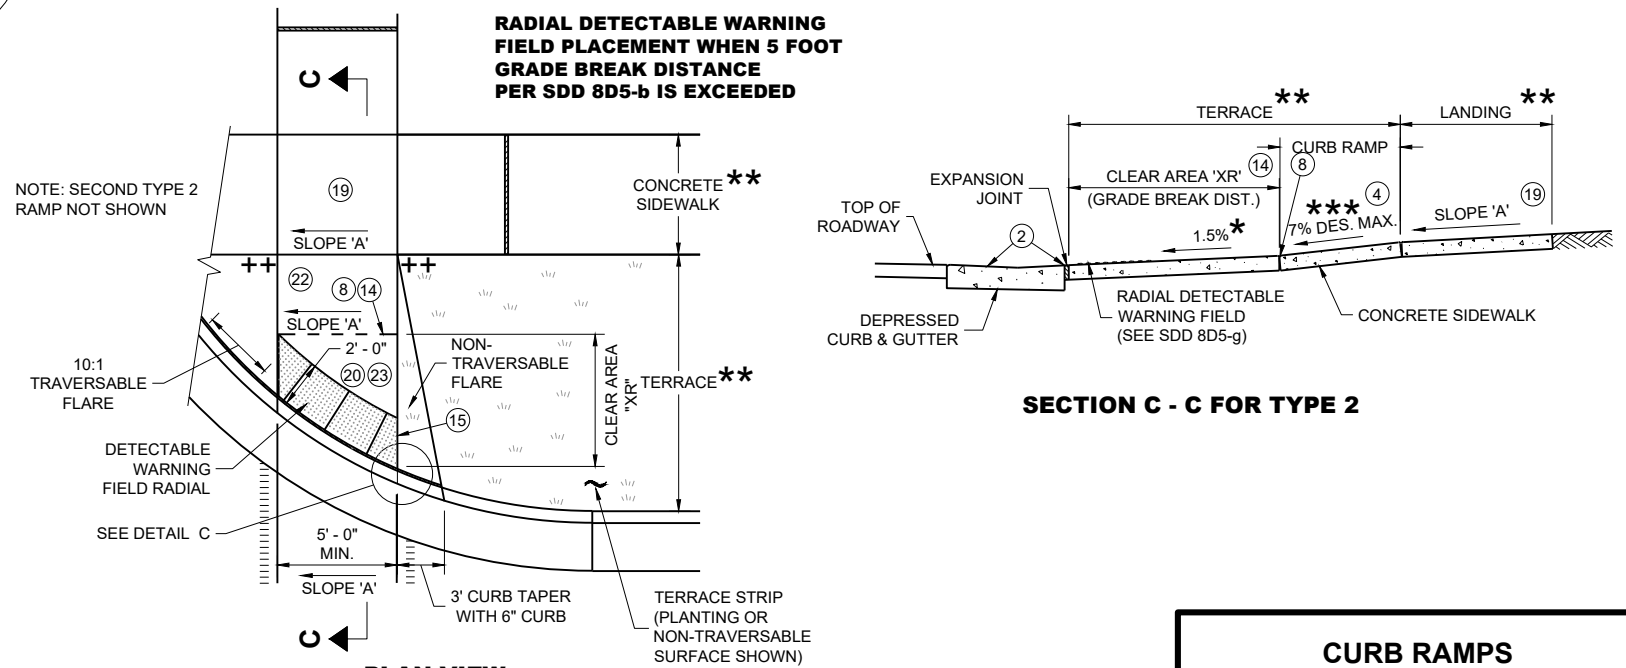 RADIAL DETECTABLE WARNING
FIELD PLACEMENT WHEN 5 FOOT
GRADE BREAK DISTANCE
PER SDD 8D5-b IS EXCEEDED
C
NOTE: SECOND TYPE 2
RAMP NOT SHOWN
19
SLOPE 'A'
CONCRETE **
SIDEWALK
++ ++
22 8 14
SLOPE 'A'
2' - 0"
20 23
NON-
TRAVERSABLE
FLARE
CLEAR AREA
"XR"
TERRACE **
15
10:1
TRAVERSABLE
FLARE
DETECTABLE
WARNING
FIELD RADIAL
SEE DETAIL C
5' - 0"
MIN.
SLOPE 'A'
3' CURB TAPER
WITH 6" CURB
TERRACE STRIP
(PLANTING OR
NON-TRAVERSABLE
SURFACE SHOWN)
C
PLAN VIEW
TERRACE ** LANDING **
CURB RAMP
14 8
CLEAR AREA 'XR'
(GRADE BREAK DIST.)
EXPANSION
JOINT
TOP OF
ROADWAY
2
1.5% *
*** 4
7% DES. MAX.
SLOPE 'A' 19
DEPRESSED
CURB & GUTTER
RADIAL DETECTABLE
WARNING FIELD
(SEE SDD 8D5-g)
CONCRETE SIDEWALK
SECTION C - C FOR TYPE 2
CURB RAMPS